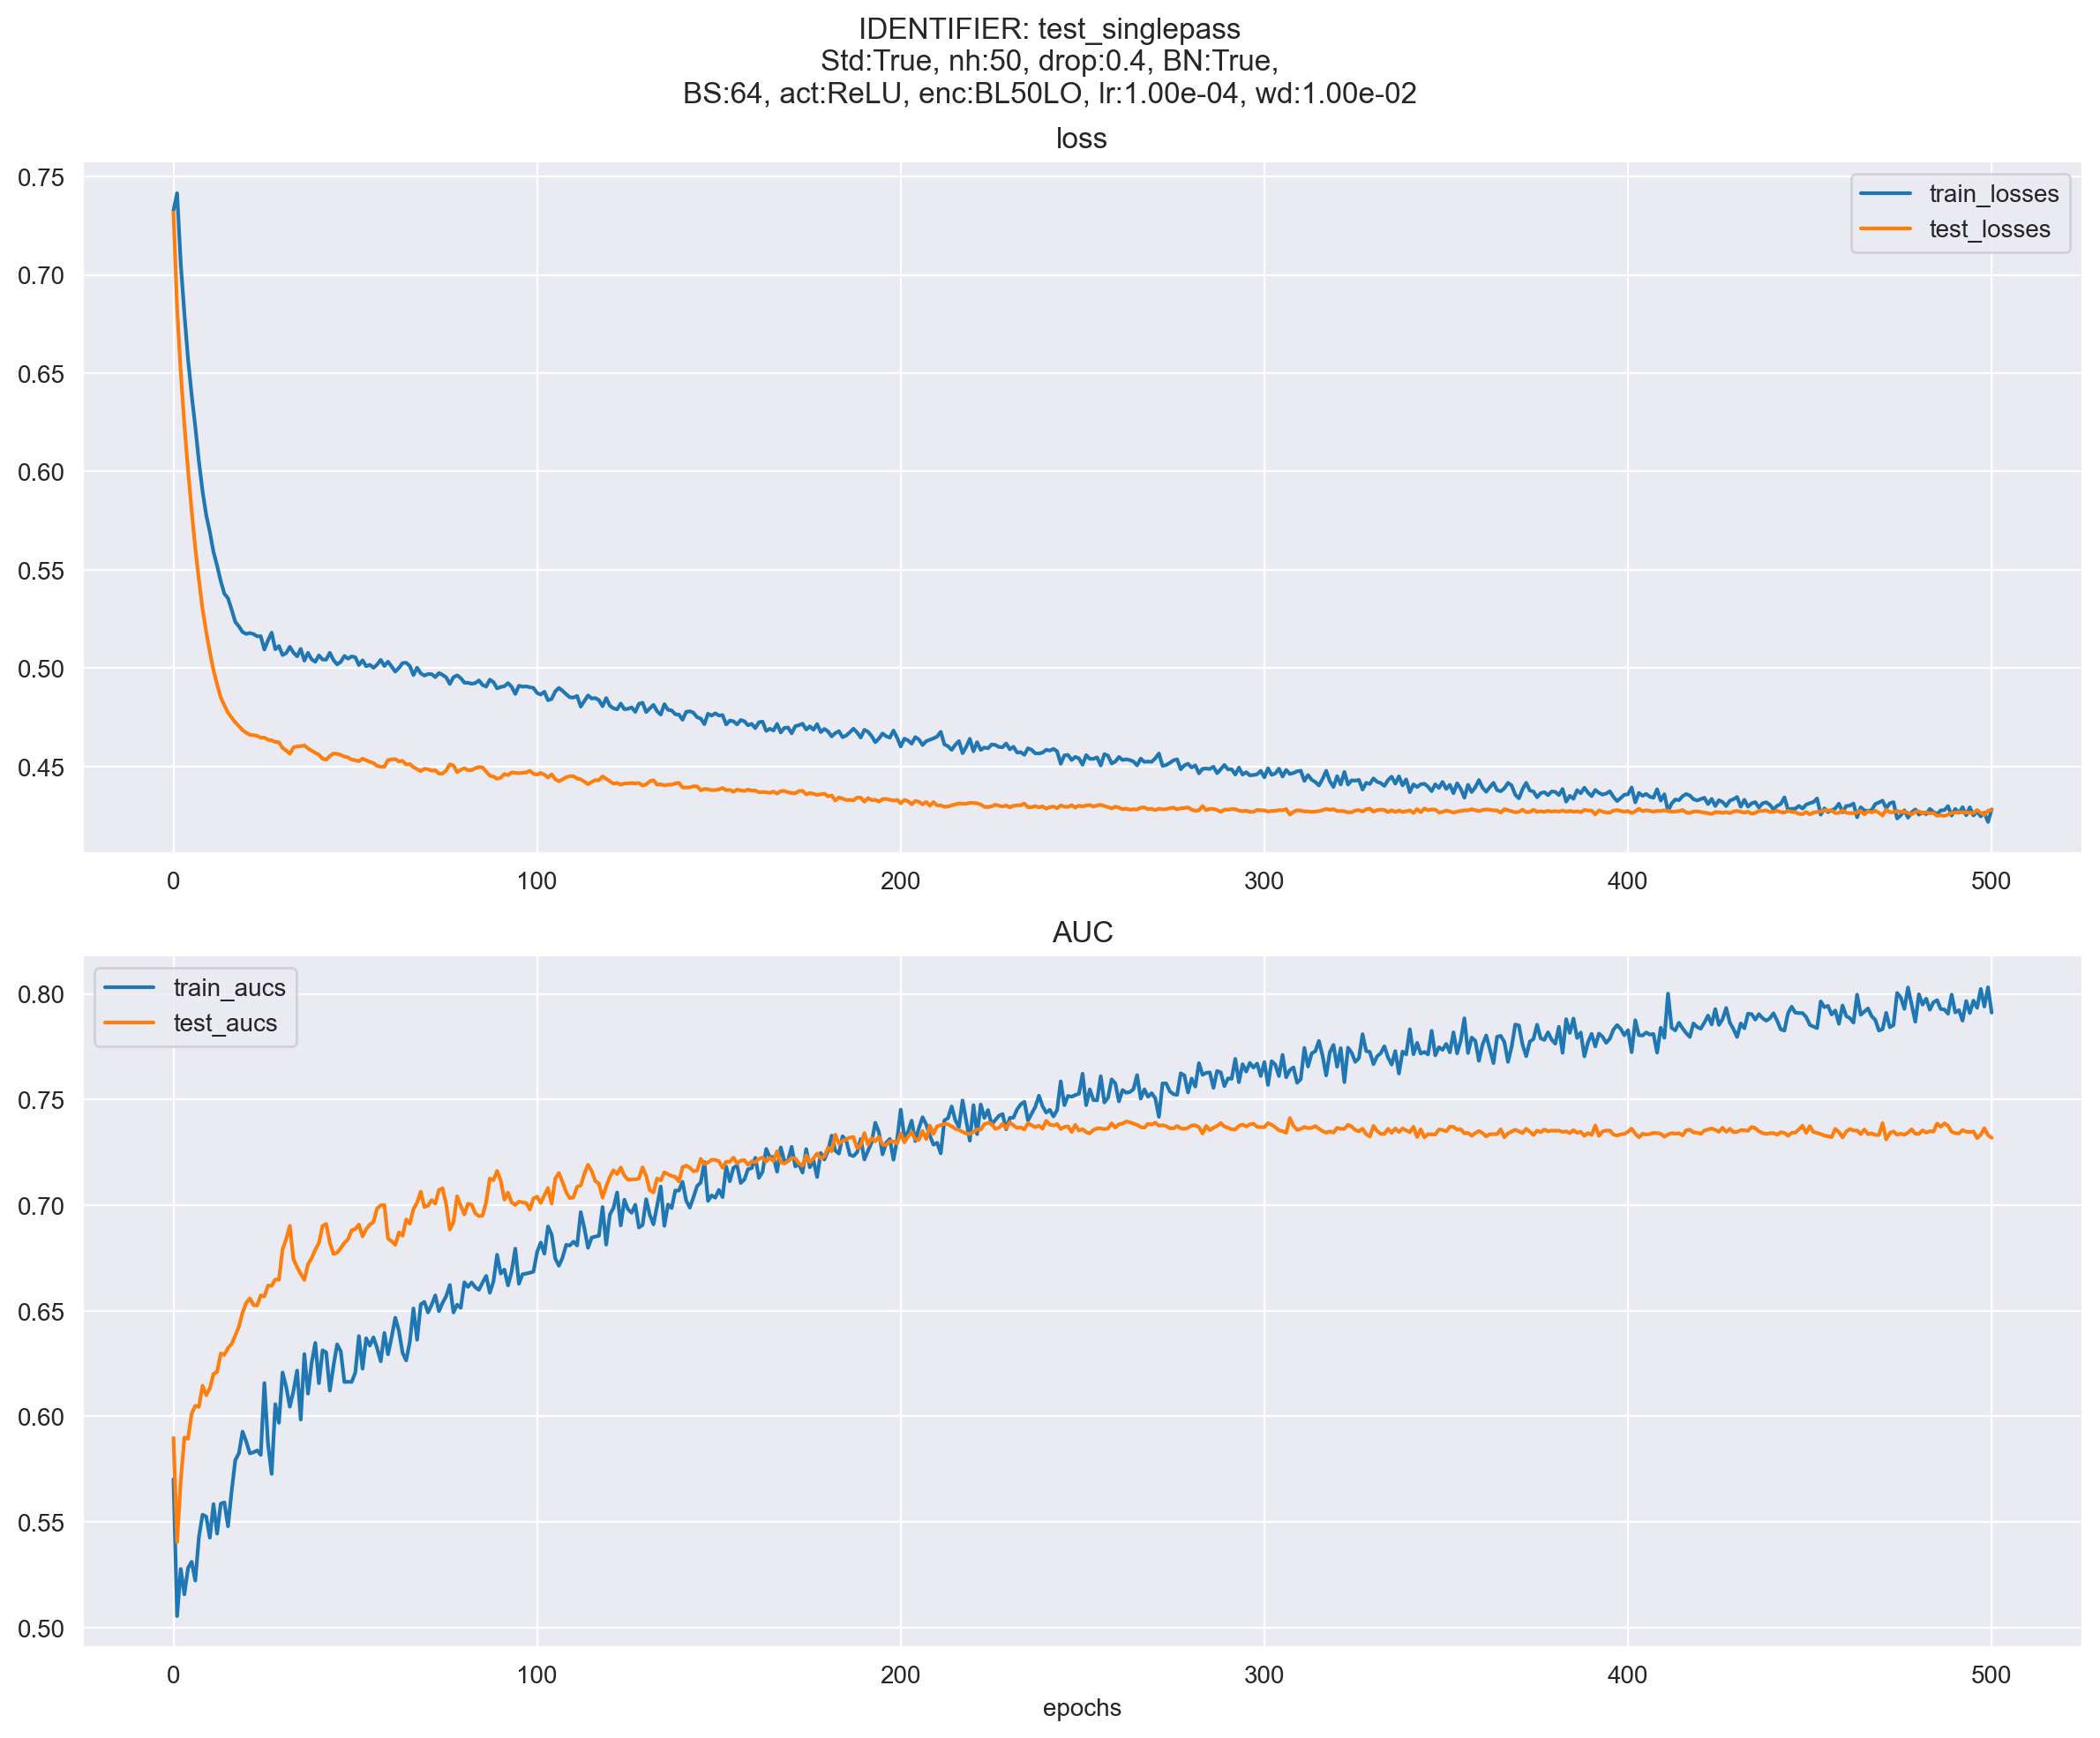 IDENTIFIER: test_singlepass
Std:True, nh:50, drop:0.4, BN:True,
BS:64, act:ReLU, enc:BL50LO, lr:1.00e-04, wd:1.00e-02
loss
0.75
0.70
0.65
0.60
0.55
0.50
0.45
train_losses
test_losses
0 100 200 300 400 500
AUC
train_aucs
test_aucs
0.80
0.75
0.70
0.65
0.60
0.55
0.50
0 100 200 300 400 500
epochs